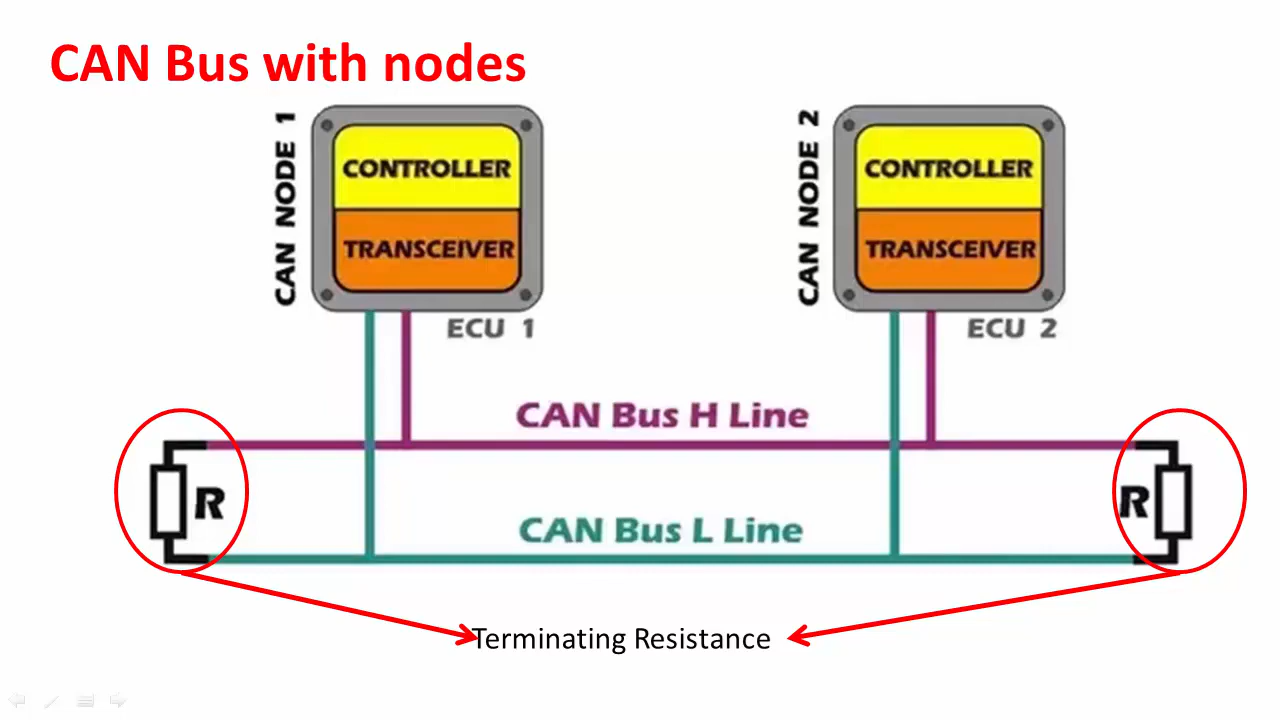 CAN Bus with nodes
CAN NODE 1
CONTROLLER
TRANSCEIVER
ECU 1
CAN NODE 2
CONTROLLER
TRANSCEIVER
ECU 2
CAN Bus H Line
R
R
CAN Bus L Line
Terminating Resistance